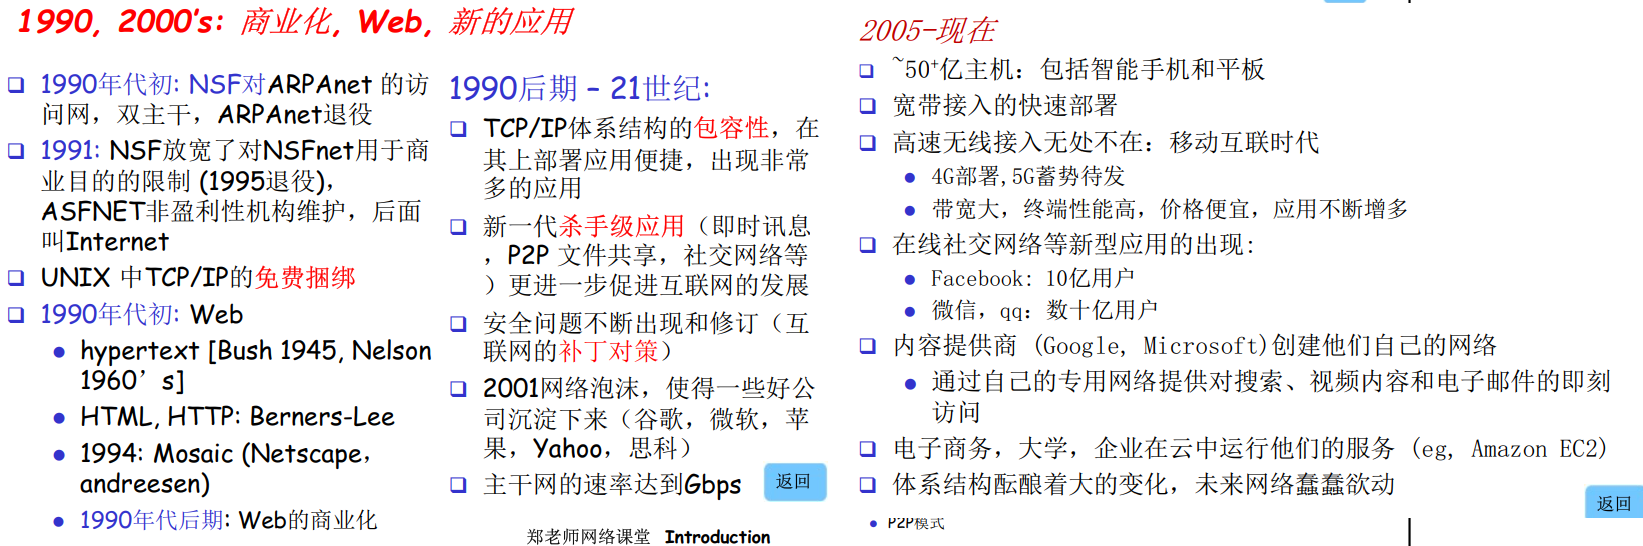 1990, 2000's: 商业化, Web, 新的应用
1990年代初: NSF对ARPAnet 的访
问网，双主干，ARPAnet退役
1991: NSF放宽了对NSFnet用于商
业目的的限制 (1995退役)，
ASFNET非盈利性机构维护，后面
叫Internet
UNIX 中TCP/IP的免费捆绑
1990年代初: Web
hypertext [Bush 1945, Nelson
1960’s]
HTML, HTTP: Berners-Lee
1994: Mosaic (Netscape，
andreesen)
1990年代后期: Web的商业化
1990后期 – 21世纪:
TCP/IP体系结构的包容性，在
其上部署应用便捷，出现非常
多的应用
新一代杀手级应用（即时讯息
，P2P 文件共享，社交网络等
）更进一步促进互联网的发展
安全问题不断出现和修订（互
联网的补丁对策）
2001网络泡沫，使得一些好公
司沉淀下来（谷歌，微软，苹
果，Yahoo，思科）
主干网的速率达到Gbps
返回
郑老师网络课堂 Introduction
2005-现在
~50+亿主机：包括智能手机和平板
宽带接入的快速部署
高速无线接入无处不在：移动互联时代
4G部署,5G蓄势待发
带宽大，终端性能高，价格便宜，应用不断增多
在线社交网络等新型应用的出现:
Facebook: 10亿用户
微信，qq：数十亿用户
内容提供商 (Google, Microsoft)创建他们自己的网络
通过自己的专用网络提供对搜索、视频内容和电子邮件的即刻
访问
电子商务，大学，企业在云中运行他们的服务 (eg, Amazon EC2)
体系结构酝酿着大的变化，未来网络蠢蠢欲动
返回
P2P模式